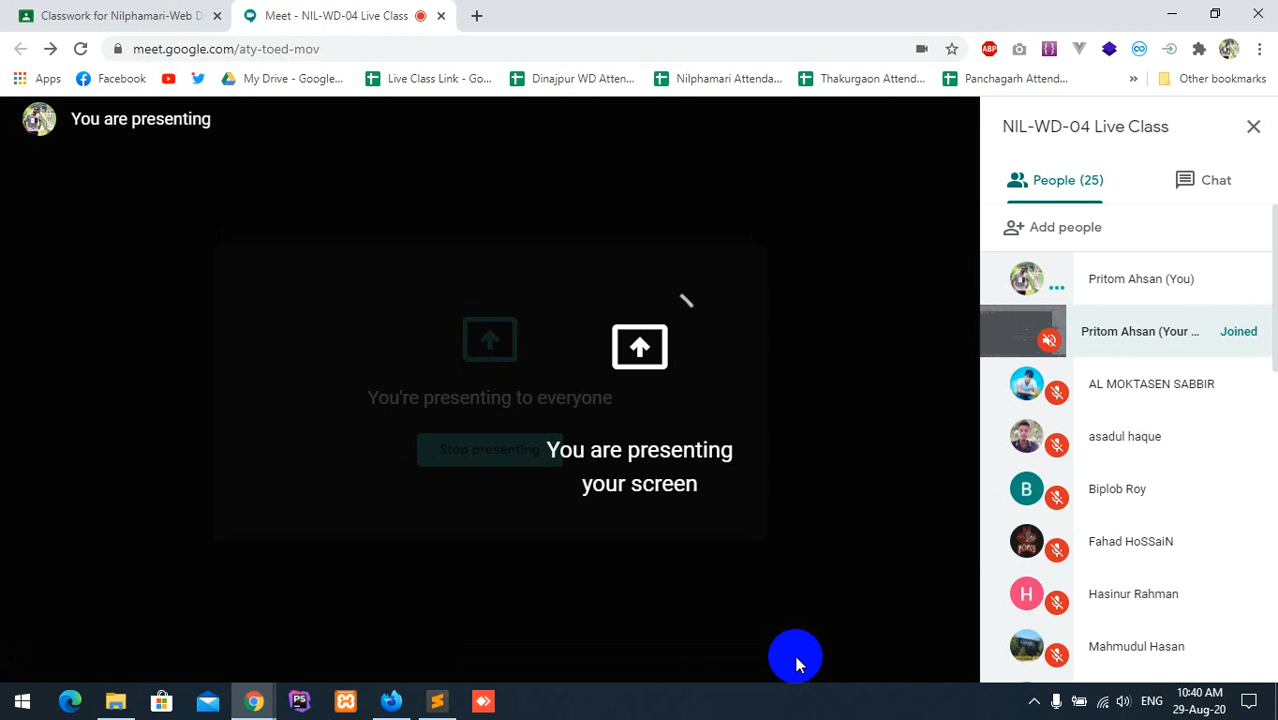 Classwork for Nilphamari-Web D
Meet - NIL-WD-04 Live Class
meet.google.com/aty-toed-mov
ABP
Apps
Facebook
My Drive - Google...
Live Class Link - Go...
Dinajpur WD Atten...
Nilphamari Attenda...
Thakurgaon Attend...
Panchagarh Attend...
»
Other bookmarks
You are presenting
NIL-WD-04 Live Class
People (25)
Chat
Add people
Pritom Ahsan (You)
Pritom Ahsan (Your ...
Joined
You're presenting to everyone
Stop presenting
You are presenting
your screen
AL MOKTASEN SABBIR
asadul haque
B
Biplob Roy
Fahad HoSSaiN
H
Hasinur Rahman
Mahmudul Hasan
PS
S
ENG
10:40 AM
29-Aug-20